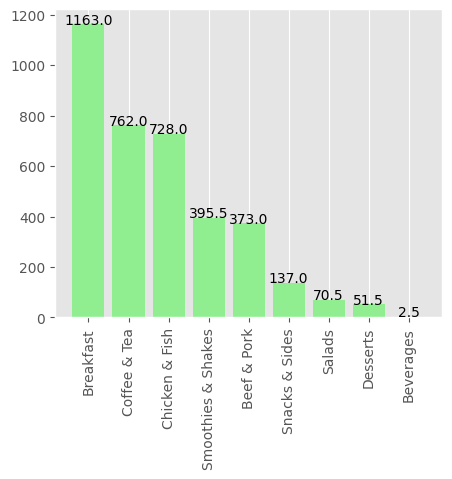 1200
1000
800
600
400
200
0
1163.0
762.0
728.0
395.5
373.0
137.0
70.5
51.5
2.5
Breakfast
Coffee & Tea
Chicken & Fish
Smoothies & Shakes
Beef & Pork
Snacks & Sides
Salads
Desserts
Beverages